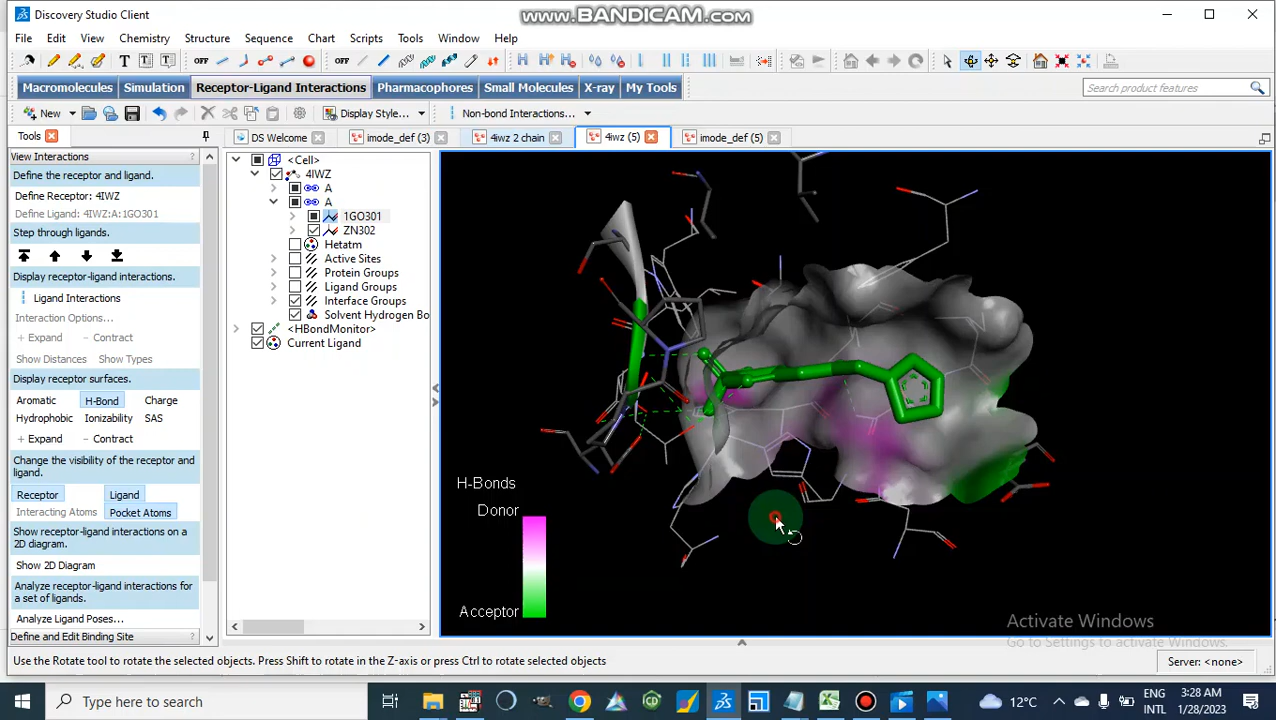 Discovery Studio Client
www.BANDICAM.com
File Edit View Chemistry Structure Sequence Chart Scripts Tools Window Help
OFF OFF
Macromolecules Simulation Receptor-Ligand Interactions Pharmacophores Small Molecules X-ray My Tools
Search product features
New Display Style... Non-bond Interactions...
Tools
DS Welcome imode_def (3) 4iwz 2 chain 4iwz (5) imode_def (5)
View Interactions
Define the receptor and ligand.
Define Receptor: 4IWZ
Define Ligand: 4IWZ:A:1GO301
Step through ligands.
Display receptor-ligand interactions.
Ligand Interactions
Interaction Options...
+ Expand - Contract
Show Distances Show Types
Display receptor surfaces.
Aromatic H-Bond Charge
Hydrophobic Ionizability SAS
+ Expand - Contract
Change the visibility of the receptor and
ligand.
Receptor Ligand
Interacting Atoms Pocket Atoms
Show receptor-ligand interactions on a
2D diagram.
Show 2D Diagram
Analyze receptor-ligand interactions for
a set of ligands.
Analyze Ligand Poses...
Define and Edit Binding Site
<Cell>
4IWZ
A
A
1GO301
ZN302
Hetatm
Active Sites
Protein Groups
Ligand Groups
Interface Groups
Solvent Hydrogen Bo
<HBondMonitor>
Current Ligand
H-Bonds
Donor
Acceptor
Activate Windows
Go to Settings to activate Windows.
Use the Rotate tool to rotate the selected objects. Press Shift to rotate in the Z-axis or press Ctrl to rotate selected objects
Server: <none>
Type here to search
12°C
ENG
INTL
3:28 AM
1/28/2023